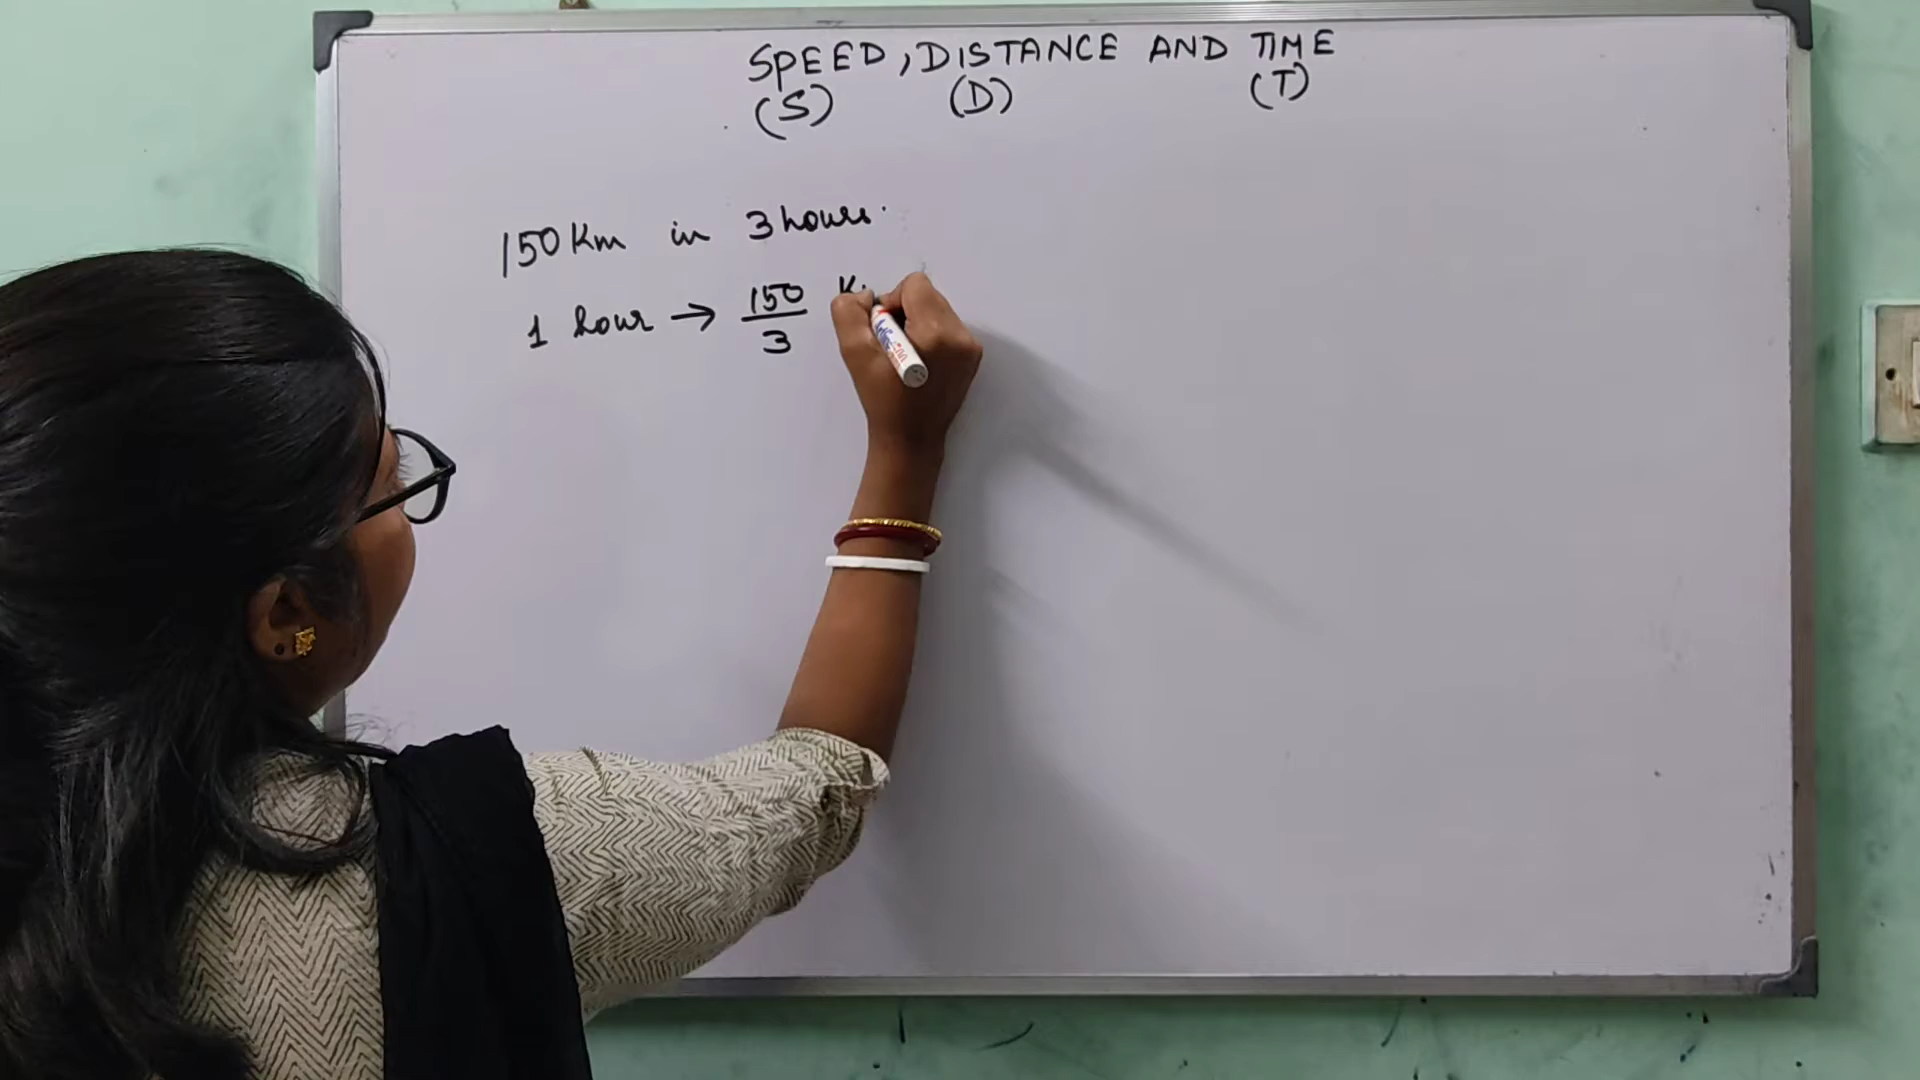 SPEED, DISTANCE AND TIME
(S) (D) (T)
150 Km in 3 hours.
1 hour → 150/3